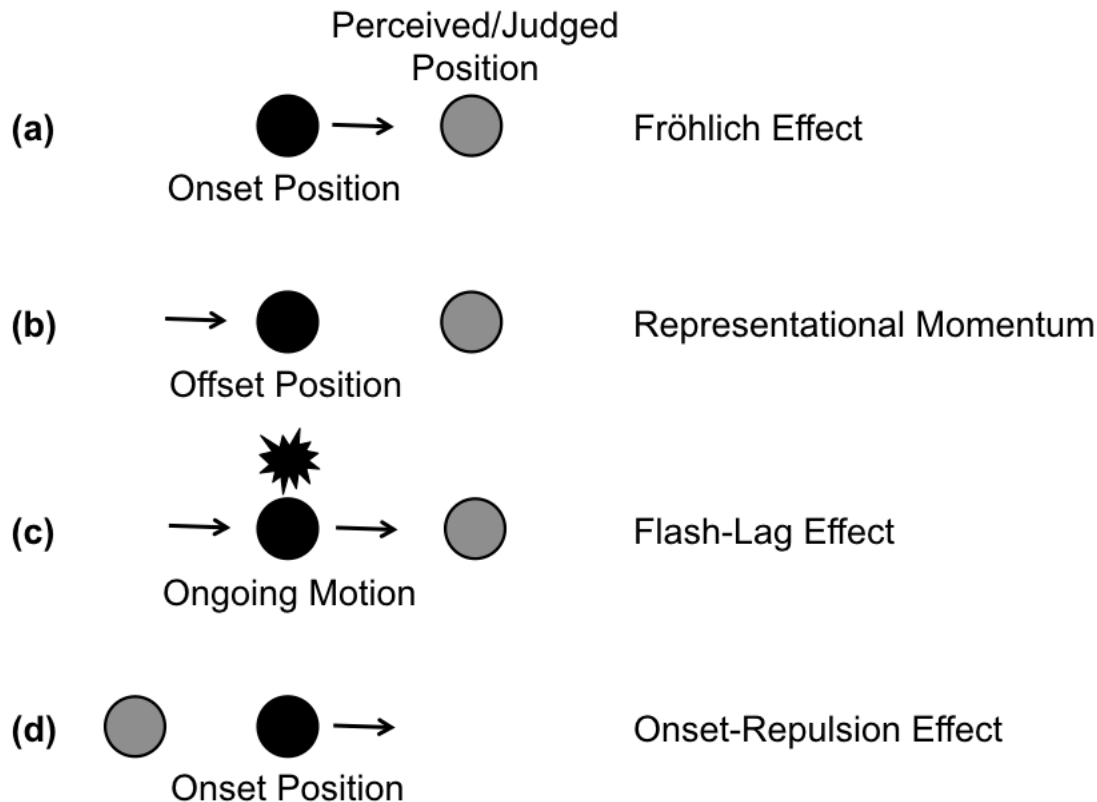 Perceived/Judged
Position
(a)
Fröhlich Effect
Onset Position
(b)
Representational Momentum
Offset Position
(c)
Flash-Lag Effect
Ongoing Motion
(d)
Onset-Repulsion Effect
Onset Position